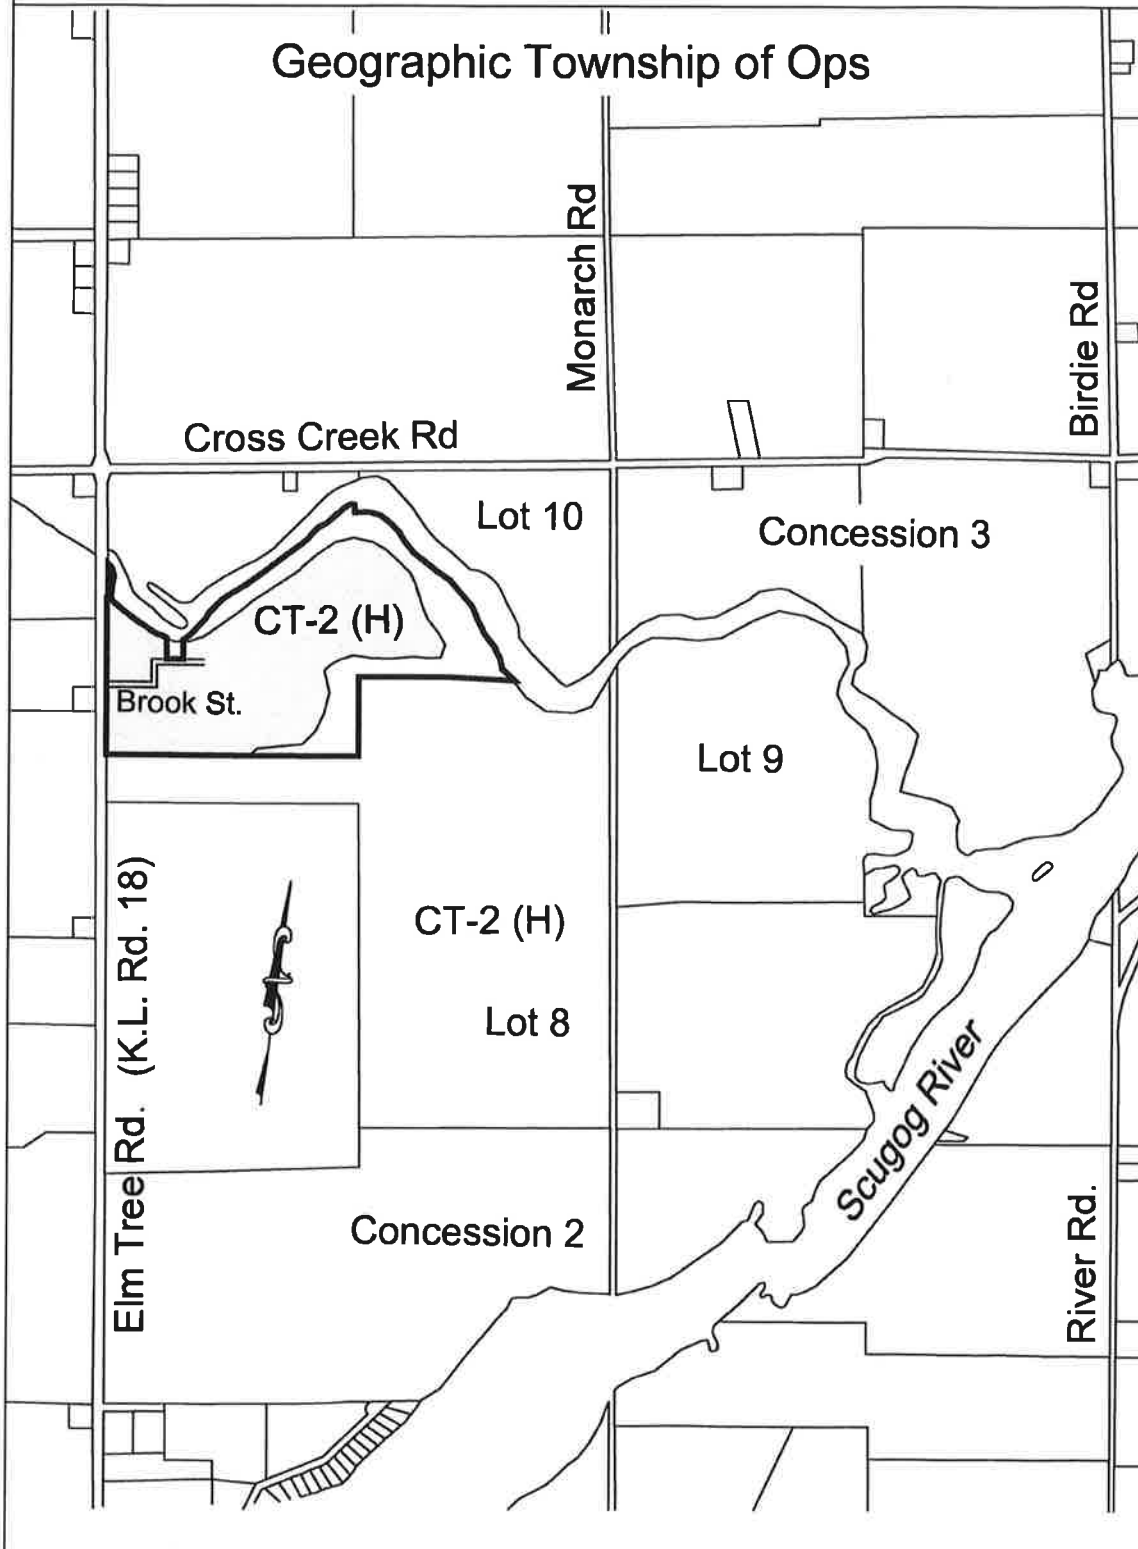 Geographic Township of Ops
Monarch Rd
Birdie Rd
Cross Creek Rd
Lot 10
Concession 3
CT-2 (H)
Brook St.
Lot 9
Elm Tree Rd. (K.L. Rd. 18)
CT-2 (H)
Lot 8
Scugog River
Concession 2
River Rd.